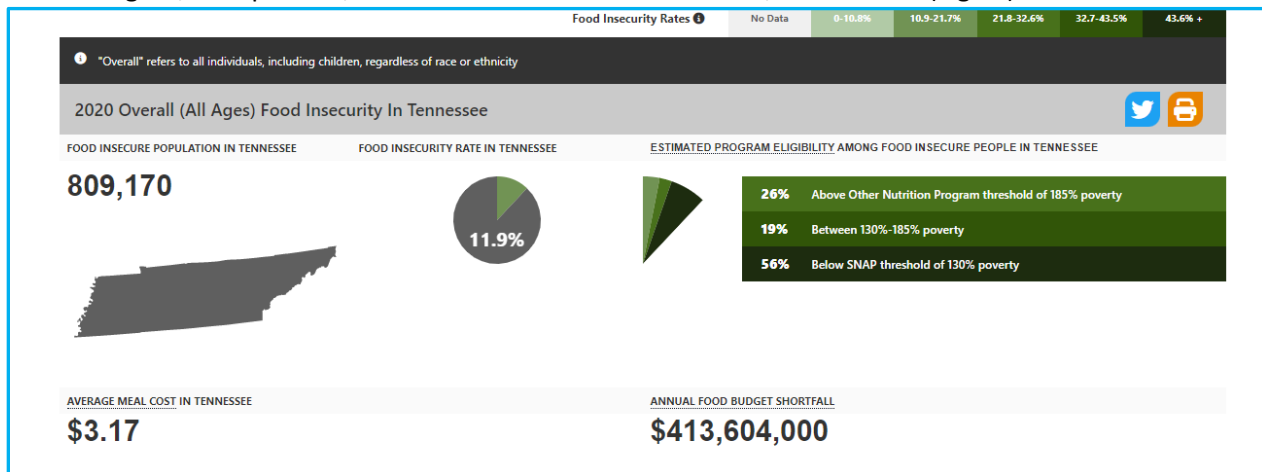 Food Insecurity Rates No Data 0-10.8% 10.9-21.7% 21.8-32.6% 32.7-43.5% 43.6% +
"Overall" refers to all individuals, including children, regardless of race or ethnicity
2020 Overall (All Ages) Food Insecurity In Tennessee
FOOD INSECURE POPULATION IN TENNESSEE
809,170
FOOD INSECURITY RATE IN TENNESSEE
11.9%
ESTIMATED PROGRAM ELIGIBILITY AMONG FOOD INSECURE PEOPLE IN TENNESSEE
26% Above Other Nutrition Program threshold of 185% poverty
19% Between 130%-185% poverty
56% Below SNAP threshold of 130% poverty
AVERAGE MEAL COST IN TENNESSEE
$3.17
ANNUAL FOOD BUDGET SHORTFALL
$413,604,000